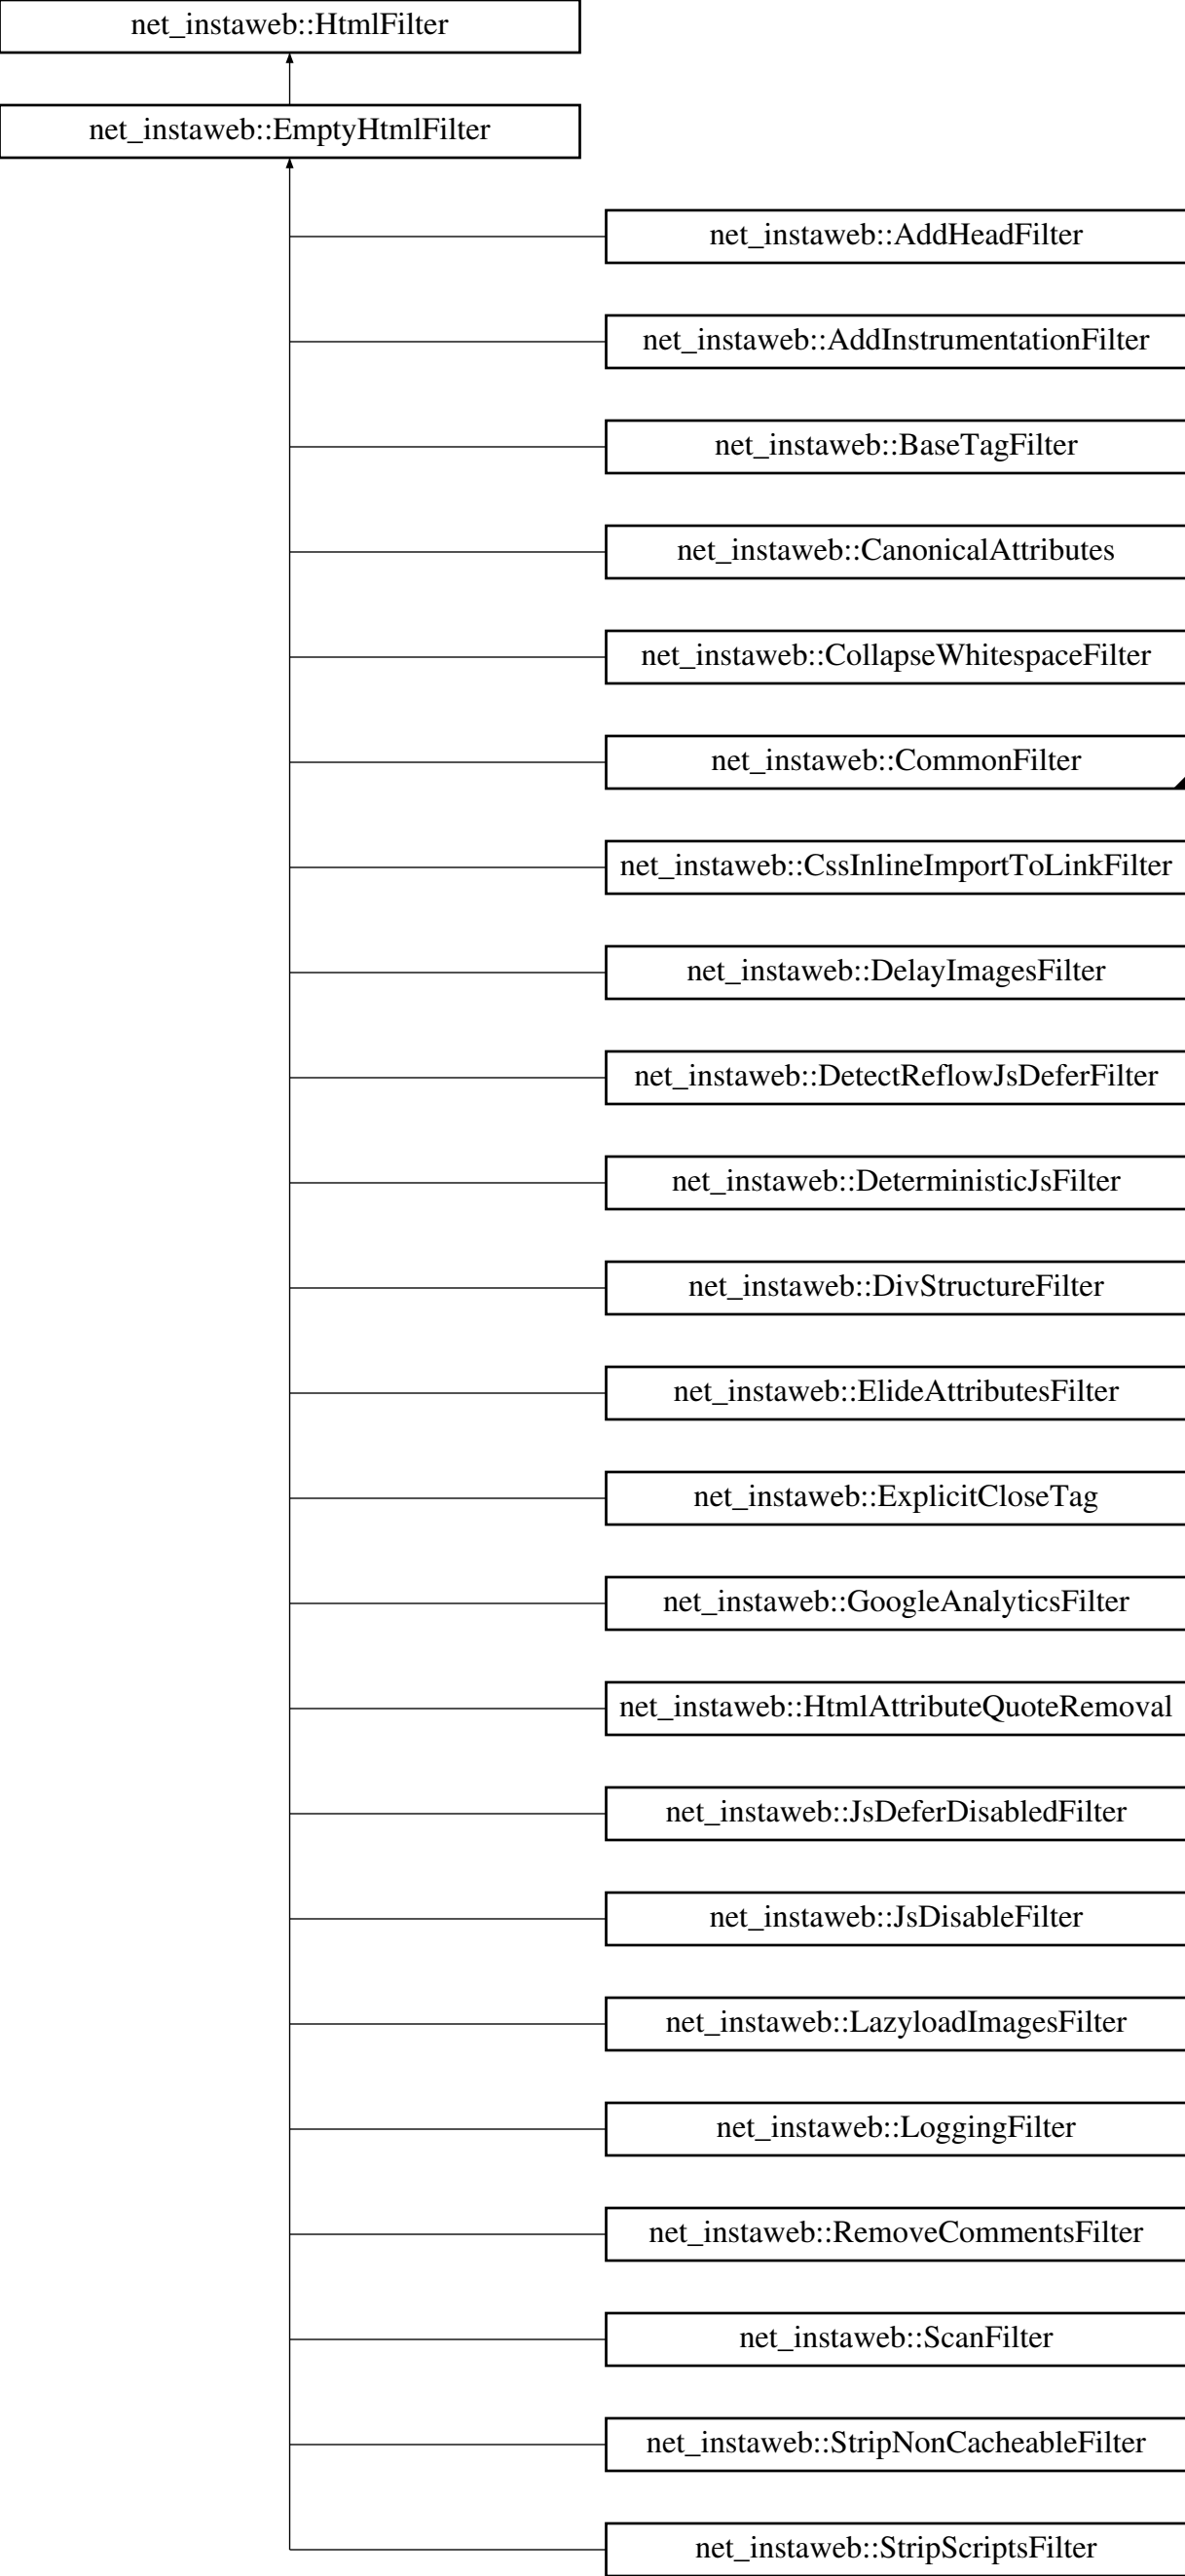 net_instaweb::HtmlFilter
net_instaweb::EmptyHtmlFilter
net_instaweb::AddHeadFilter
net_instaweb::AddInstrumentationFilter
net_instaweb::BaseTagFilter
net_instaweb::CanonicalAttributes
net_instaweb::CollapseWhitespaceFilter
net_instaweb::CommonFilter
net_instaweb::CssInlineImportToLinkFilter
net_instaweb::DelayImagesFilter
net_instaweb::DetectReflowJsDeferFilter
net_instaweb::DeterministicJsFilter
net_instaweb::DivStructureFilter
net_instaweb::ElideAttributesFilter
net_instaweb::ExplicitCloseTag
net_instaweb::GoogleAnalyticsFilter
net_instaweb::HtmlAttributeQuoteRemoval
net_instaweb::JsDeferDisabledFilter
net_instaweb::JsDisableFilter
net_instaweb::LazyloadImagesFilter
net_instaweb::LoggingFilter
net_instaweb::RemoveCommentsFilter
net_instaweb::ScanFilter
net_instaweb::StripNonCacheableFilter
net_instaweb::StripScriptsFilter